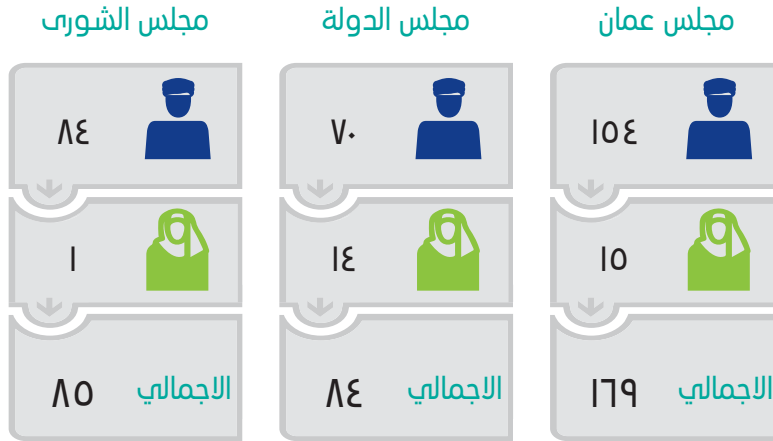 مجلس عمان
١٥٤
١٥
الاجمالي ١٦٩
مجلس الدولة
٧٠
١٤
الاجمالي ٨٤
مجلس الشورى
٨٤
١
الاجمالي ٨٥